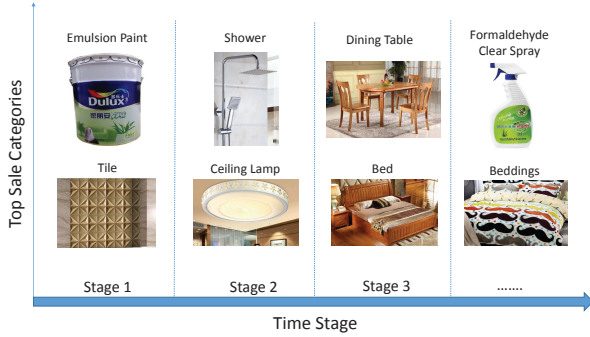 Top Sale Categories
Emulsion Paint
Shower
Dining Table
Formaldehyde
Clear Spray
Dulux
Tile
Ceiling Lamp
Bed
Beddings
Stage 1
Stage 2
Stage 3
.......
Time Stage